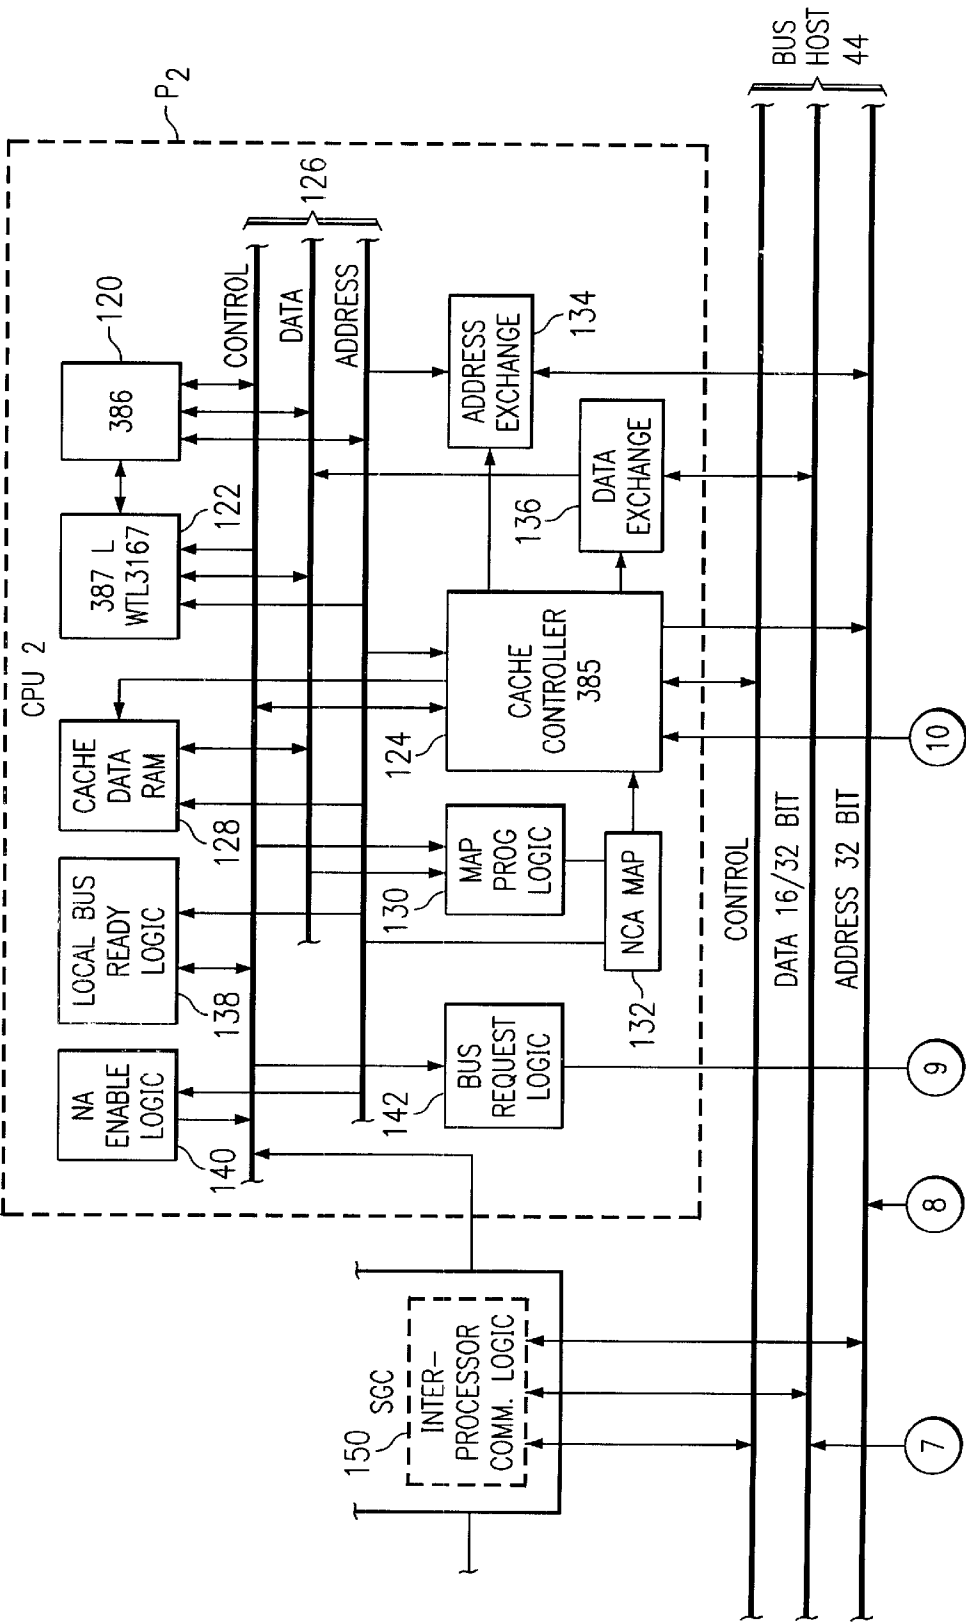 CPU 2
P2
NA
ENABLE
LOGIC
140
LOCAL BUS
READY
LOGIC
138
CACHE
DATA
RAM
128
387 L
WTL3167
122
386
120
CONTROL
DATA
ADDRESS
126
142
BUS
REQUEST
LOGIC
130
MAP
PROG
LOGIC
124
CACHE
CONTROLLER
385
ADDRESS
EXCHANGE
134
136
DATA
EXCHANGE
132
NCA MAP
150
SGC
INTER-
PROCESSOR
COMM. LOGIC
CONTROL
DATA 16/32 BIT
ADDRESS 32 BIT
BUS
HOST
44
7
8
9
10